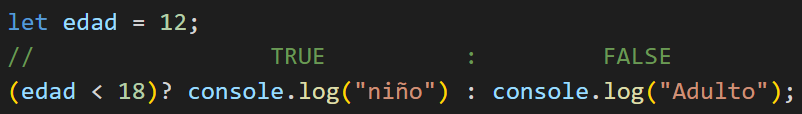 let edad = 12;
// TRUE : FALSE
(edad < 18)? console.log("niño") : console.log("Adulto");